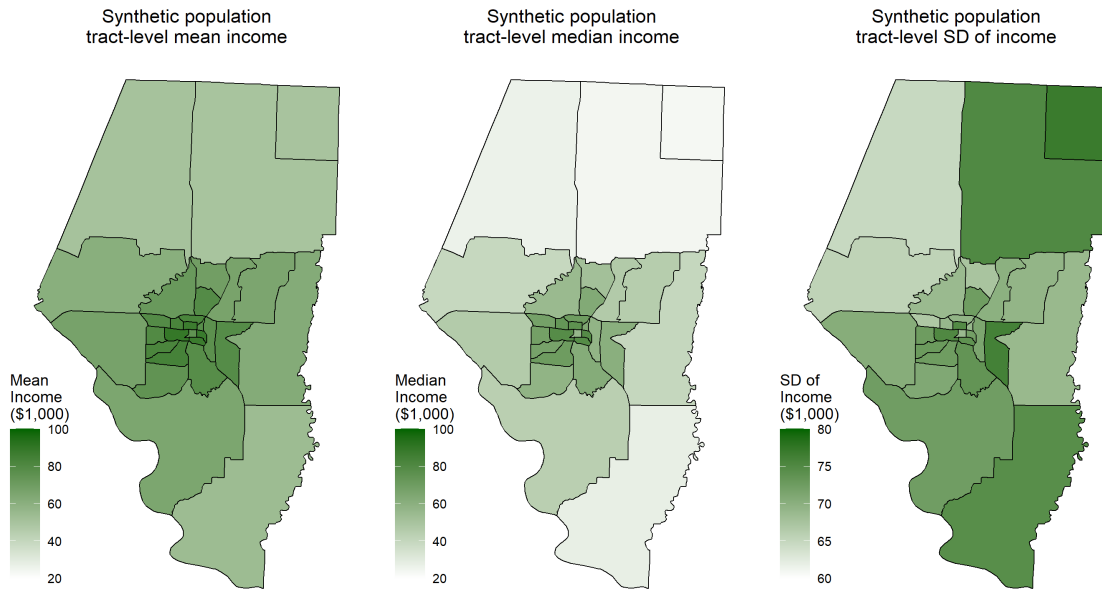 Synthetic population
tract-level mean income
Synthetic population
tract-level median income
Synthetic population
tract-level SD of income
Mean
Income
($1,000)
100
80
60
40
20
Median
Income
($1,000)
100
80
60
40
20
SD of
Income
($1,000)
80
75
70
65
60